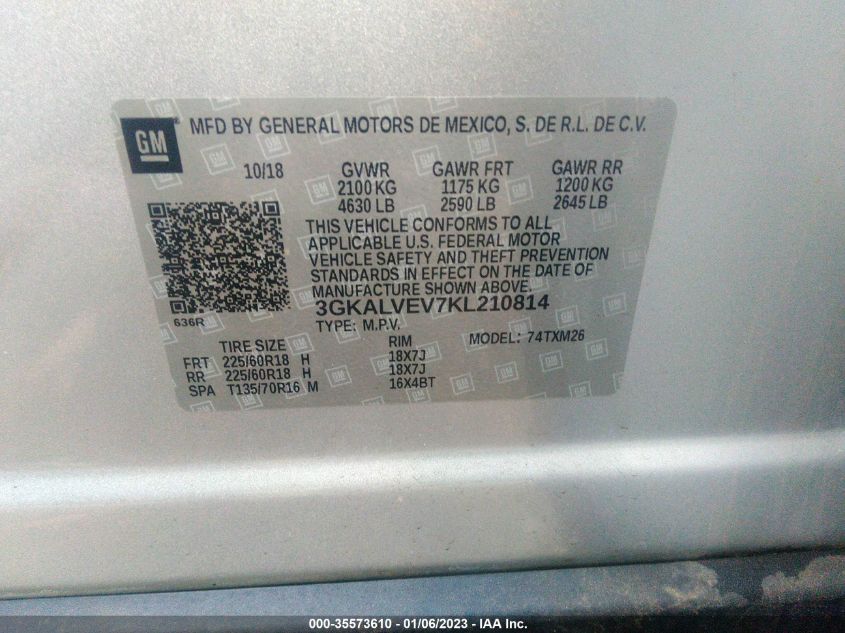 GM
MFD BY GENERAL MOTORS DE MEXICO, S. DE R.L. DE C.V.
10/18 GVWR GAWR FRT GAWR RR
2100 KG 1175 KG 1200 KG
4630 LB 2590 LB 2645 LB
THIS VEHICLE CONFORMS TO ALL
APPLICABLE U.S. FEDERAL MOTOR
VEHICLE SAFETY AND THEFT PREVENTION
STANDARDS IN EFFECT ON THE DATE OF
MANUFACTURE SHOWN ABOVE.
3GKALVEV7KL210814
636R
TYPE: M.P.V. MODEL: 74TXM26
TIRE SIZE RIM
FRT 225/60R18 H 18X7J
RR 225/60R18 H 18X7J
SPA T135/70R16 M 16X4BT
000-35573610 - 01/06/2023 - IAA Inc.